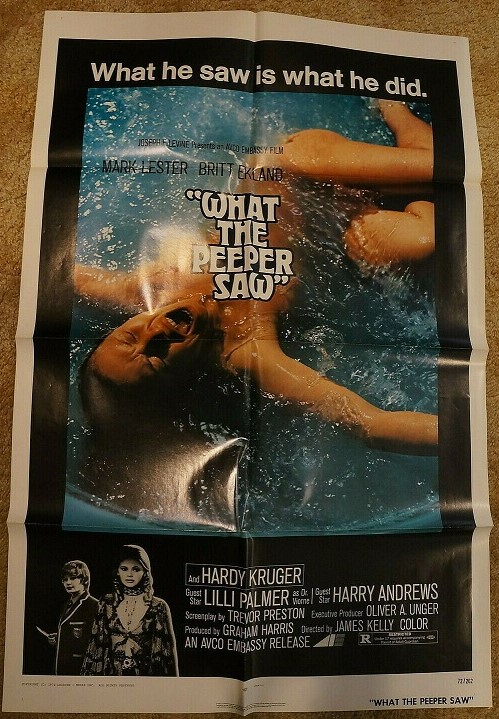 What he saw is what he did.
JOSEPH E. LEVINE Presents an AVCO EMBASSY FILM
MARK LESTER BRITT EKLAND
"WHAT
THE
PEEPER
SAW"
And HARDY KRUGER
Guest Star LILLI PALMER as Dr. Viorne Guest Star HARRY ANDREWS
Screenplay by TREVOR PRESTON Executive Producer OLIVER A. UNGER
Produced by GRAHAM HARRIS Directed by JAMES KELLY COLOR
AN AVCO EMBASSY RELEASE R RESTRICTED
72/202
"WHAT THE PEEPER SAW"